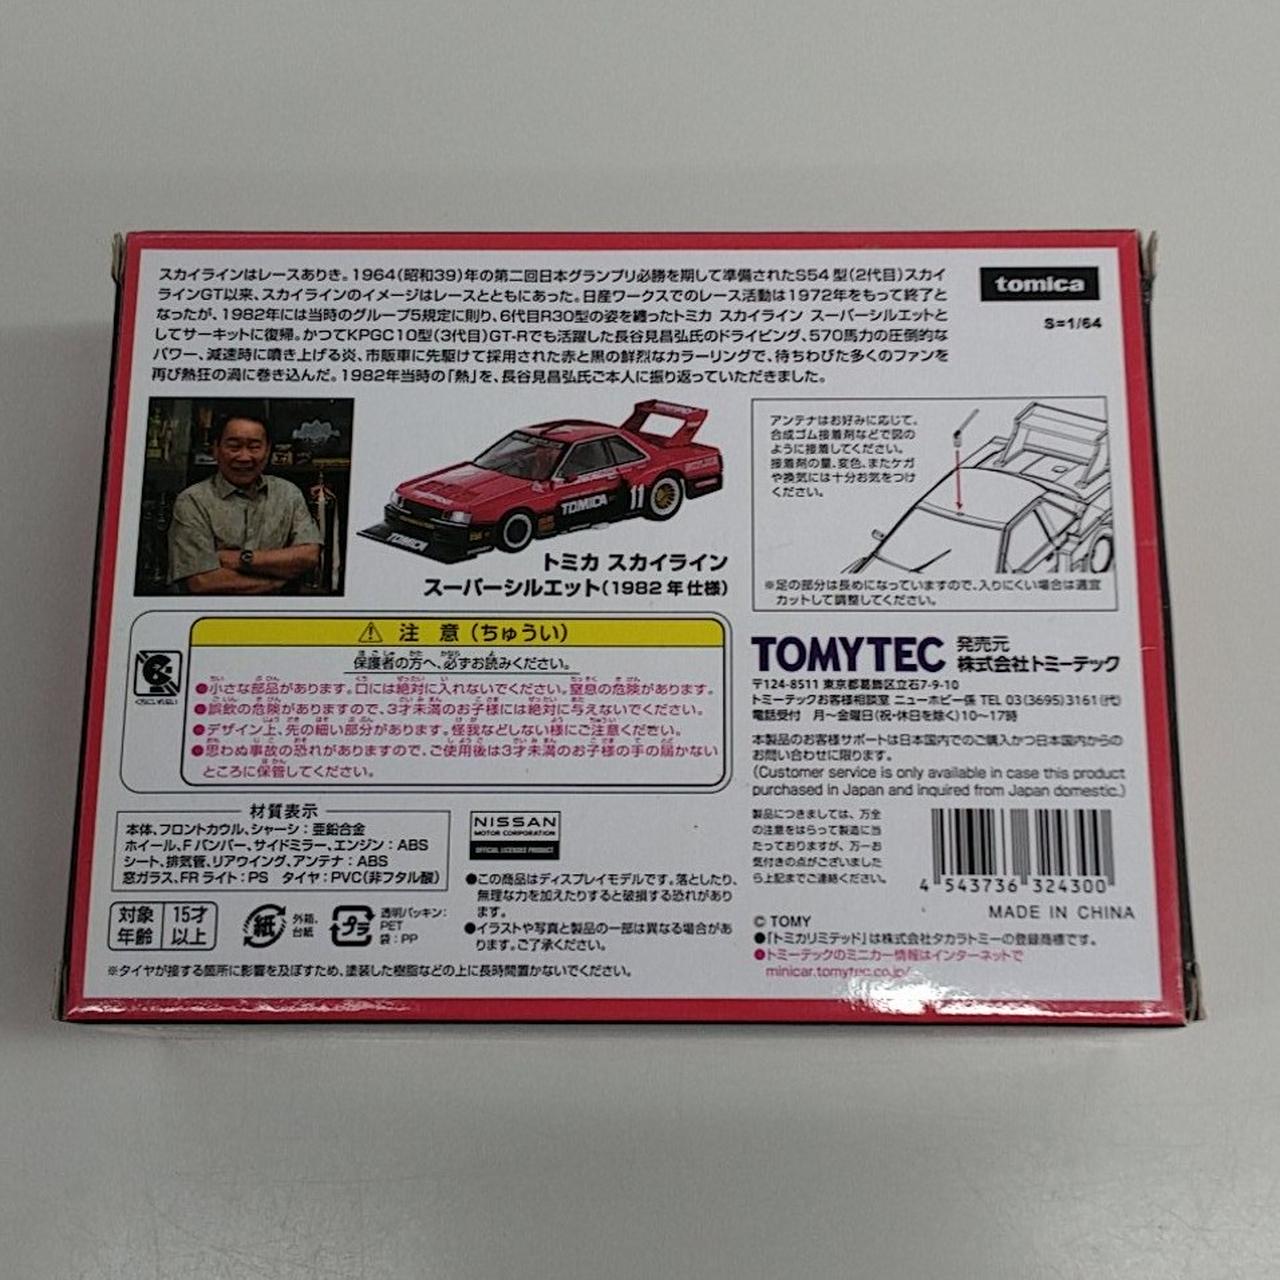 スカイラインはレースありき。1964(昭和39)年の第二回日本グランプリ必勝を期して準備されたS54型(2代目)スカイ
ラインGT以来、スカイラインのイメージはレースとともにあった。日産ワークスでのレース活動は1972年をもって終了と
なったが、1982年には当時のグループ5規定に則り、6代目R30型の姿を纏ったトミカ スカイライン スーパーシルエットと
してサーキットに復帰。かつてKPGC10型(3代目)GT-Rでも活躍した長谷見昌弘氏のドライビング、570馬力の圧倒的な
パワー、減速時に噴き上げる炎、市販車に先駆けて採用された赤と黒の鮮烈なカラーリングで、待ちわびた多くのファンを
再び熱狂の渦に巻き込んだ。1982年当時の「熱」を、長谷見昌弘氏ご本人に振り返っていただきました。
tomica
S=1/64
TOMICA
11
TOMICA
トミカ スカイライン
スーパーシルエット(1982年仕様)
アンテナはお好みに応じて、
合成ゴム接着剤などで図の
ように接着してください。
接着剤の量、変色、またケガ
や換気には十分お気をつけ
ください。
※足の部分は長めになっていますので、入りにくい場合は適宜
カットして調整してください。
⚠ 注 意(ちゅうい)
保護者の方へ、必ずお読みください。
●小さな部品があります。口には絶対に入れないでください。窒息の危険があります。
●誤飲の危険がありますので、3才未満のお子様には絶対に与えないでください。
●デザイン上、先の細い部分があります。怪我などしない様にご注意ください。
●思わぬ事故の恐れがありますので、ご使用後は3才未満のお子様の手の届かない
ところに保管してください。
TOMYTEC
発売元
株式会社トミーテック
〒124-8511 東京都葛飾区立石7-9-10
トミーテックお客様相談室 ニューホビー係 TEL 03(3695)3161(代)
電話受付 月〜金曜日(祝・休日を除く)10〜17時
本製品のお客様サポートは日本国内でのご購入かつ日本国内からの
お問い合わせに限ります。
(Customer service is only available in case this product
purchased in Japan and inquired from Japan domestic.)
材質表示
本体、フロントカウル、シャーシ:亜鉛合金
ホイール、Fバンパー、サイドミラー、エンジン:ABS
シート、排気管、リアウイング、アンテナ:ABS
窓ガラス、FRライト:PS タイヤ:PVC(非フタル酸)
NISSAN
MOTOR CORPORATION
OFFICIAL LICENSED PRODUCT
●この商品はディスプレイモデルです。落としたり、
無理な力を加えたりすると破損する恐れがあり
ます。
●イラストや写真と製品の一部は異なる場合があ
ります。ご了承ください。
製品につきましては、万全
の注意をはらって製造に当
たっておりますが、万一お
気付きの点がございました
ら上記までご連絡ください。
4 543736 324300
MADE IN CHINA
対象
年齢
15才
以上
紙
外箱、
台紙
プラ
透明パッキン:
PET
袋:PP
※タイヤが接する箇所に影響を及ぼすため、塗装した樹脂などの上に長時間置かないでください。
© TOMY
●「トミカリミテッド」は株式会社タカラトミーの登録商標です。
●トミーテックのミニカー情報はインターネットで
minicar.tomytec.co.jp/